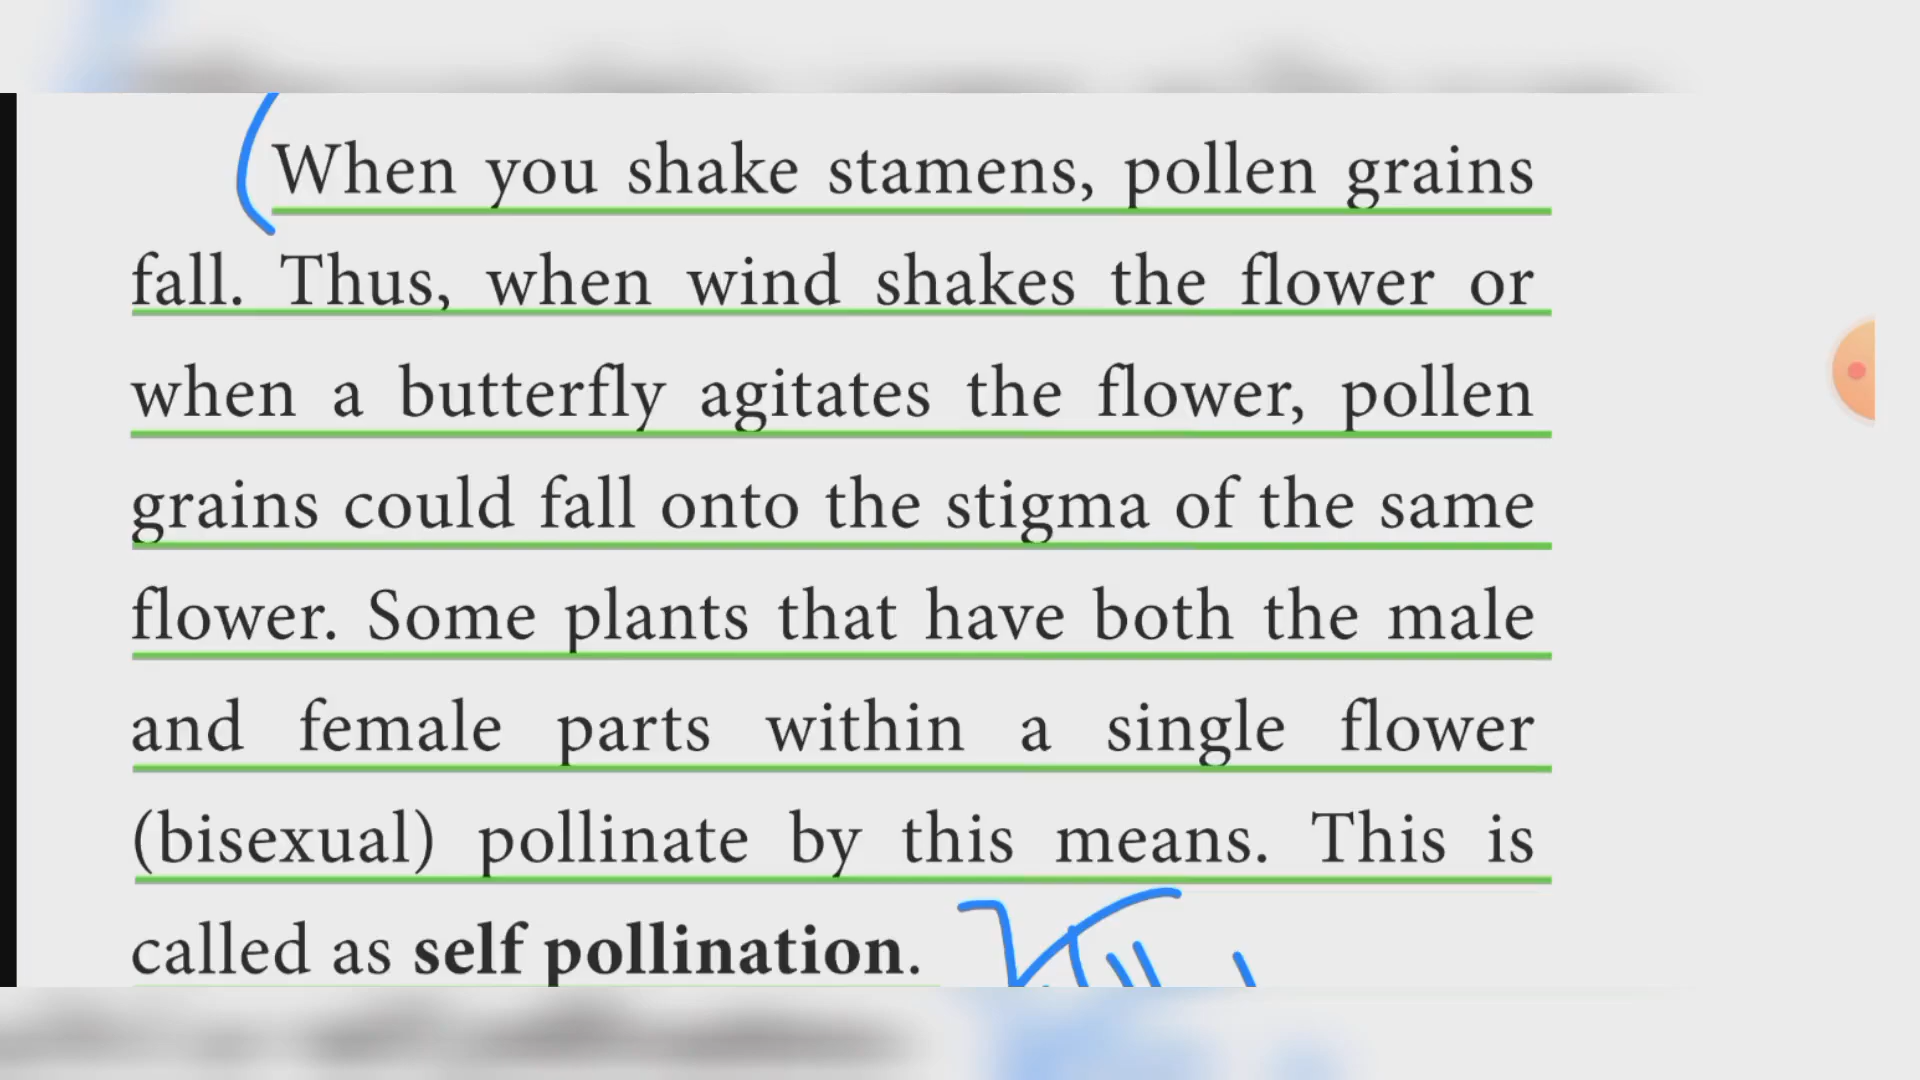 When you shake stamens, pollen grains
fall. Thus, when wind shakes the flower or
when a butterfly agitates the flower, pollen
grains could fall onto the stigma of the same
flower. Some plants that have both the male
and female parts within a single flower
(bisexual) pollinate by this means. This is
called as self pollination.